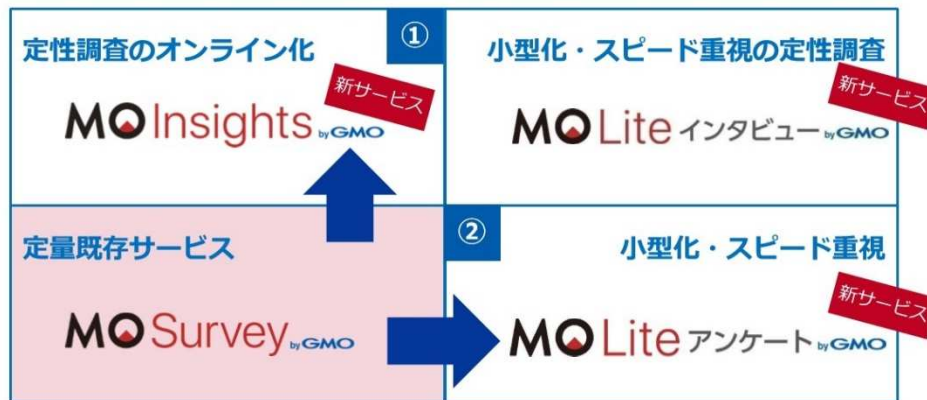 定性調査のオンライン化
①
新サービス
MO Insights by GMO
小型化・スピード重視の定性調査
新サービス
MO Lite インタビュー by GMO
定量既存サービス
MO Survey by GMO
②
小型化・スピード重視
新サービス
MO Lite アンケート by GMO